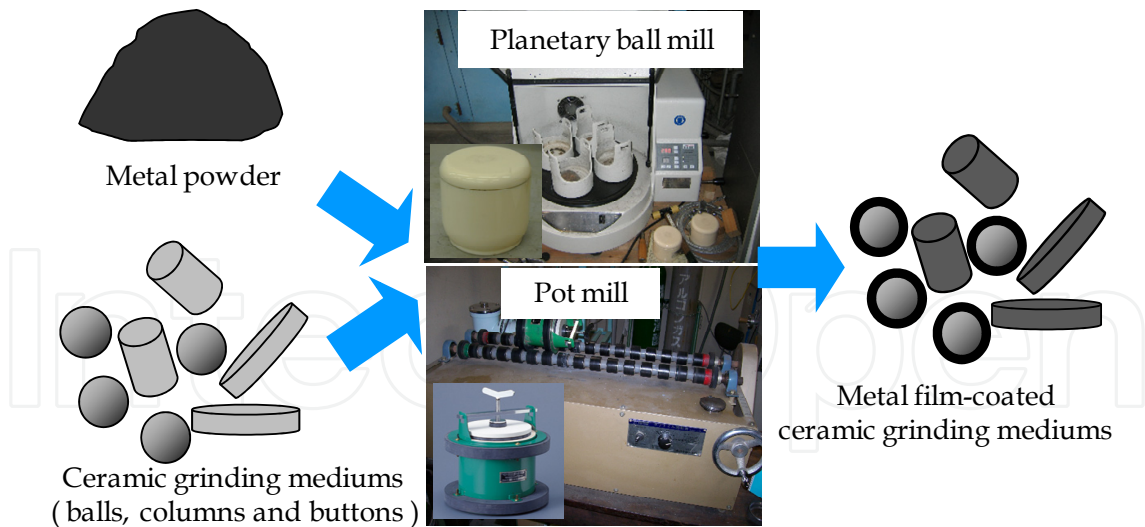 Planetary ball mill
Metal powder
Pot mill
Ceramic grinding mediums
( balls, columns and buttons )
Metal film-coated
ceramic grinding mediums